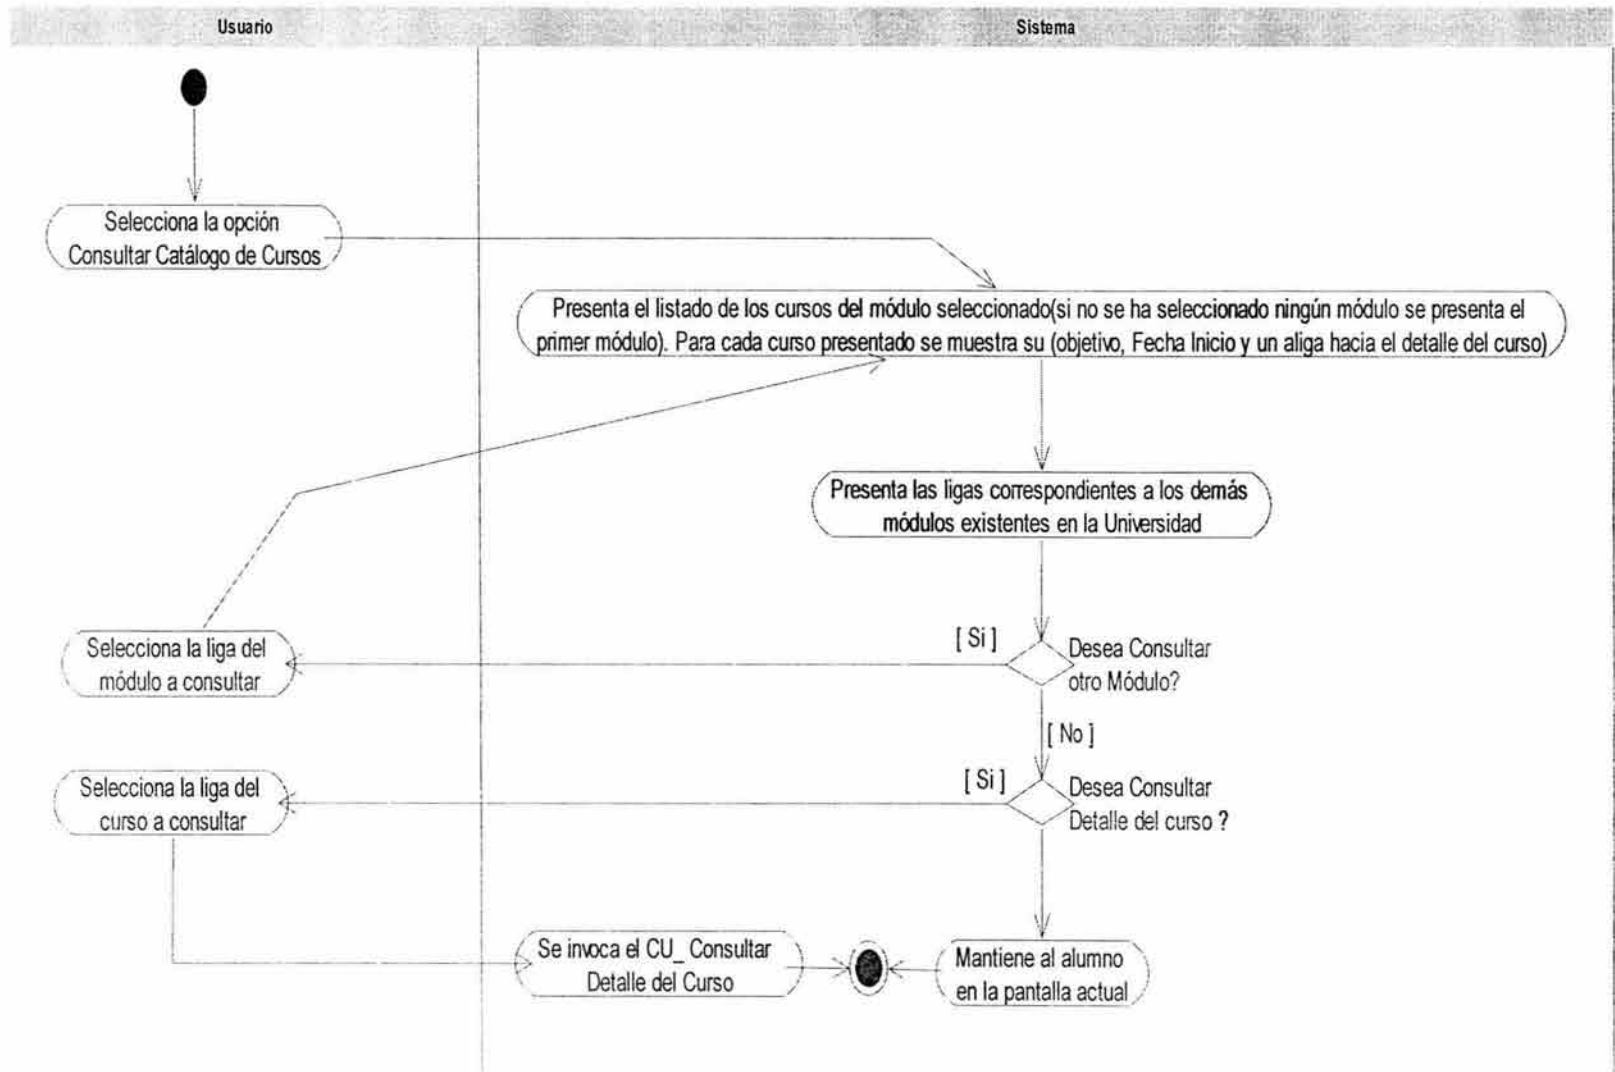 Usuario
Sistema
Selecciona la opción
Consultar Catálogo de Cursos
Presenta el listado de los cursos del módulo seleccionado(si no se ha seleccionado ningún módulo se presenta el
primer módulo). Para cada curso presentado se muestra su (objetivo, Fecha Inicio y un aliga hacia el detalle del curso)
Presenta las ligas correspondientes a los demás
módulos existentes en la Universidad
[ Si ]
Desea Consultar
otro Módulo?
Selecciona la liga del
módulo a consultar
[ No ]
[ Si ]
Desea Consultar
Detalle del curso ?
Selecciona la liga del
curso a consultar
Se invoca el CU_ Consultar
Detalle del Curso
Mantiene al alumno
en la pantalla actual